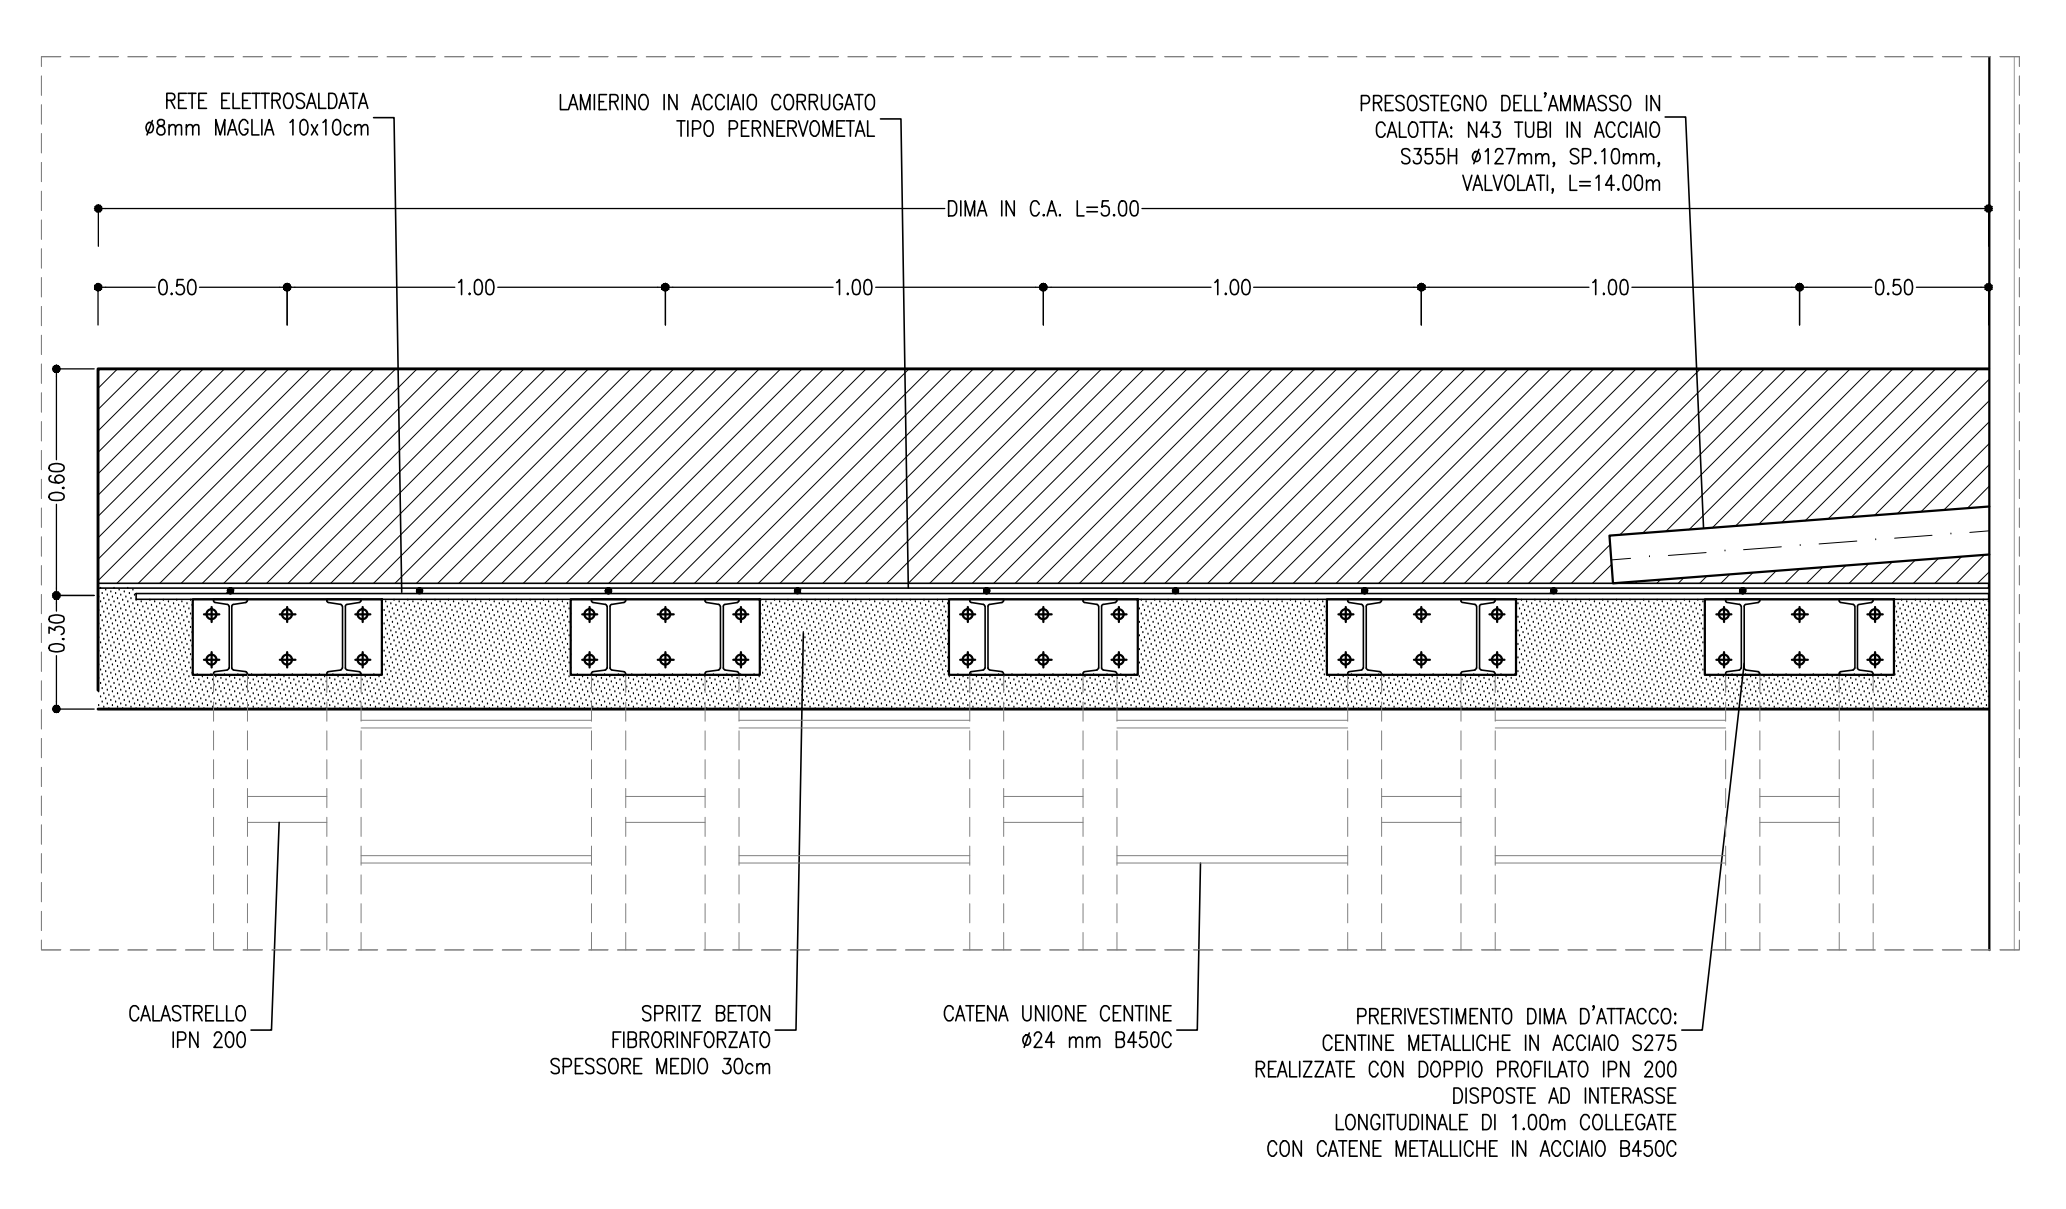 RETE ELETTROSALDATA
ø8mm MAGLIA 10x10cm
LAMIERINO IN ACCIAIO CORRUGATO
TIPO PERNERVOMETAL
PRESOSTEGNO DELL'AMMASSO IN
CALOTTA: N43 TUBI IN ACCIAIO
S355H ø127mm, SP.10mm,
VALVOLATI, L=14.00m
DIMA IN C.A. L=5.00
0.50
1.00
1.00
1.00
1.00
0.50
0.60
0.30
CALASTRELLO
IPN 200
SPRITZ BETON
FIBRORINFORZATO
SPESSORE MEDIO 30cm
CATENA UNIONE CENTINE
ø24 mm B450C
PRERIVESTIMENTO DIMA D'ATTACCO:
CENTINE METALLICHE IN ACCIAIO S275
REALIZZATE CON DOPPIO PROFILATO IPN 200
DISPOSTE AD INTERASSE
LONGITUDINALE DI 1.00m COLLEGATE
CON CATENE METALLICHE IN ACCIAIO B450C